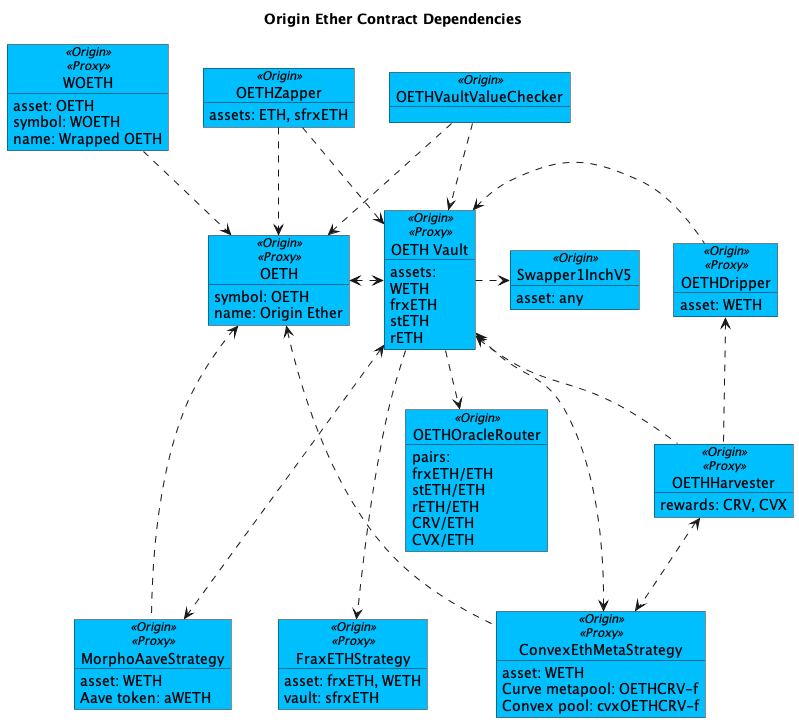 Origin Ether Contract Dependencies
«Origin»
«Proxy»
WOETH
asset: OETH
symbol: WOETH
name: Wrapped OETH
«Origin»
OETHZapper
assets: ETH, sfrxETH
«Origin»
OETHVaultValueChecker
«Origin»
«Proxy»
OETH
symbol: OETH
name: Origin Ether
«Origin»
«Proxy»
OETH Vault
assets:
WETH
frxETH
stETH
rETH
«Origin»
Swapper1InchV5
asset: any
«Origin»
«Proxy»
OETHDripper
asset: WETH
«Origin»
OETHOracleRouter
pairs:
frxETH/ETH
stETH/ETH
rETH/ETH
CRV/ETH
CVX/ETH
«Origin»
«Proxy»
OETHHarvester
rewards: CRV, CVX
«Origin»
«Proxy»
MorphoAaveStrategy
asset: WETH
Aave token: aWETH
«Origin»
«Proxy»
FraxETHStrategy
asset: frxETH, WETH
vault: sfrxETH
«Origin»
«Proxy»
ConvexEthMetaStrategy
asset: WETH
Curve metapool: OETHCRV-f
Convex pool: cvxOETHCRV-f